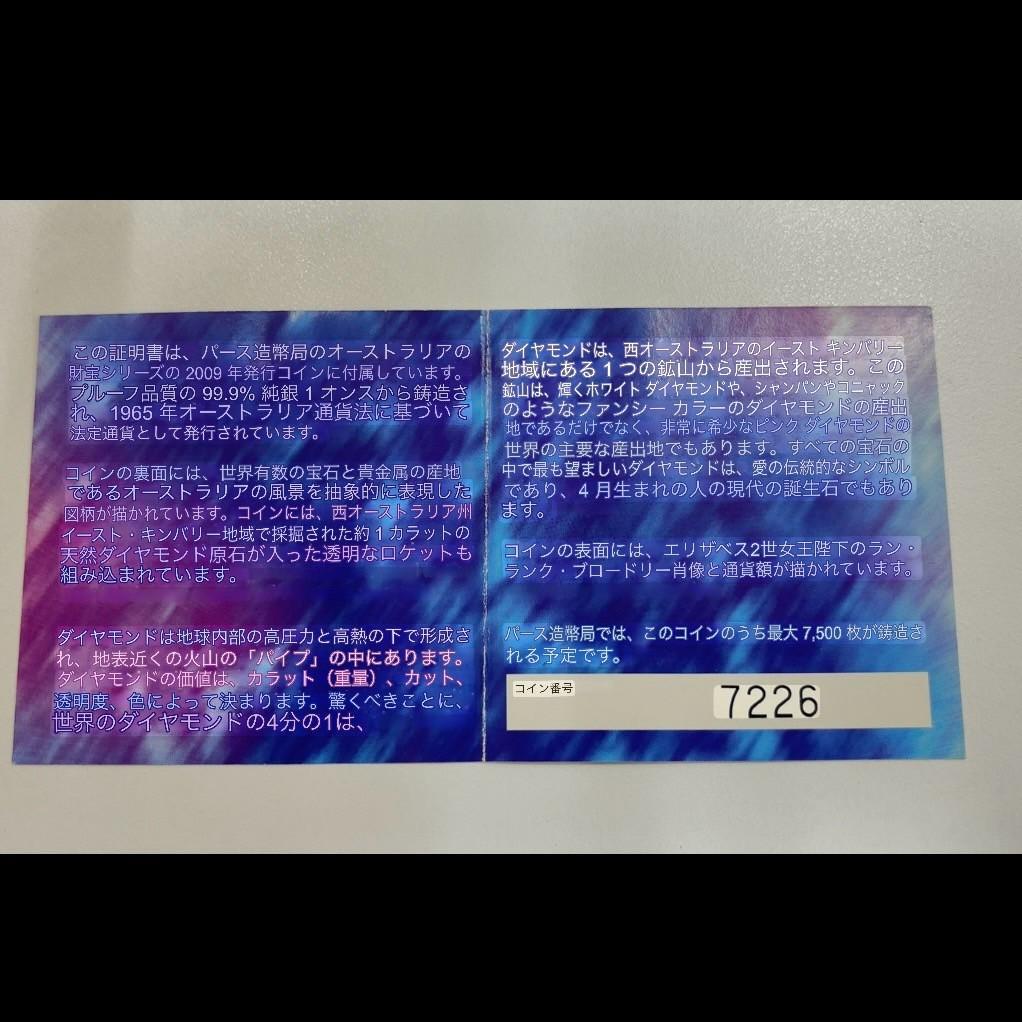 この証明書は、パース造幣局のオーストラリアの
財宝シリーズの 2009 年発行コインに付属しています。
プルーフ品質の 99.9% 純銀 1 オンスから鋳造さ
れ、1965 年オーストラリア通貨法に基づいて
法定通貨として発行されています。
コインの裏面には、世界有数の宝石と貴金属の産地
であるオーストラリアの風景を抽象的に表現した
図柄が描かれています。コインには、西オーストラリア州
イースト・キンバリー地域で採掘された約 1 カラットの
天然ダイヤモンド原石が入った透明なロケットも
組み込まれています。
ダイヤモンドは地球内部の高圧力と高熱の下で形成さ
れ、地表近くの火山の「パイプ」の中にあります。
ダイヤモンドの価値は、カラット（重量）、カット、
透明度、色によって決まります。驚くべきことに、
世界のダイヤモンドの4分の1は、
ダイヤモンドは、西オーストラリアのイースト キンバリー
地域にある 1 つの鉱山から産出されます。この
鉱山は、輝くホワイト ダイヤモンドや、シャンパンやコニャック
のようなファンシー カラーのダイヤモンドの産出
地であるだけでなく、非常に希少なピンク ダイヤモンドの
世界の主要な産出地でもあります。すべての宝石の
中で最も望ましいダイヤモンドは、愛の伝統的なシンボル
であり、4 月生まれの人の現代の誕生石でもあり
ます。
コインの表面には、エリザベス2世女王陛下のラン・
ランク・ブロードリー肖像と通貨額が描かれています。
パース造幣局では、このコインのうち最大 7,500 枚が鋳造さ
れる予定です。
コイン番号
7226